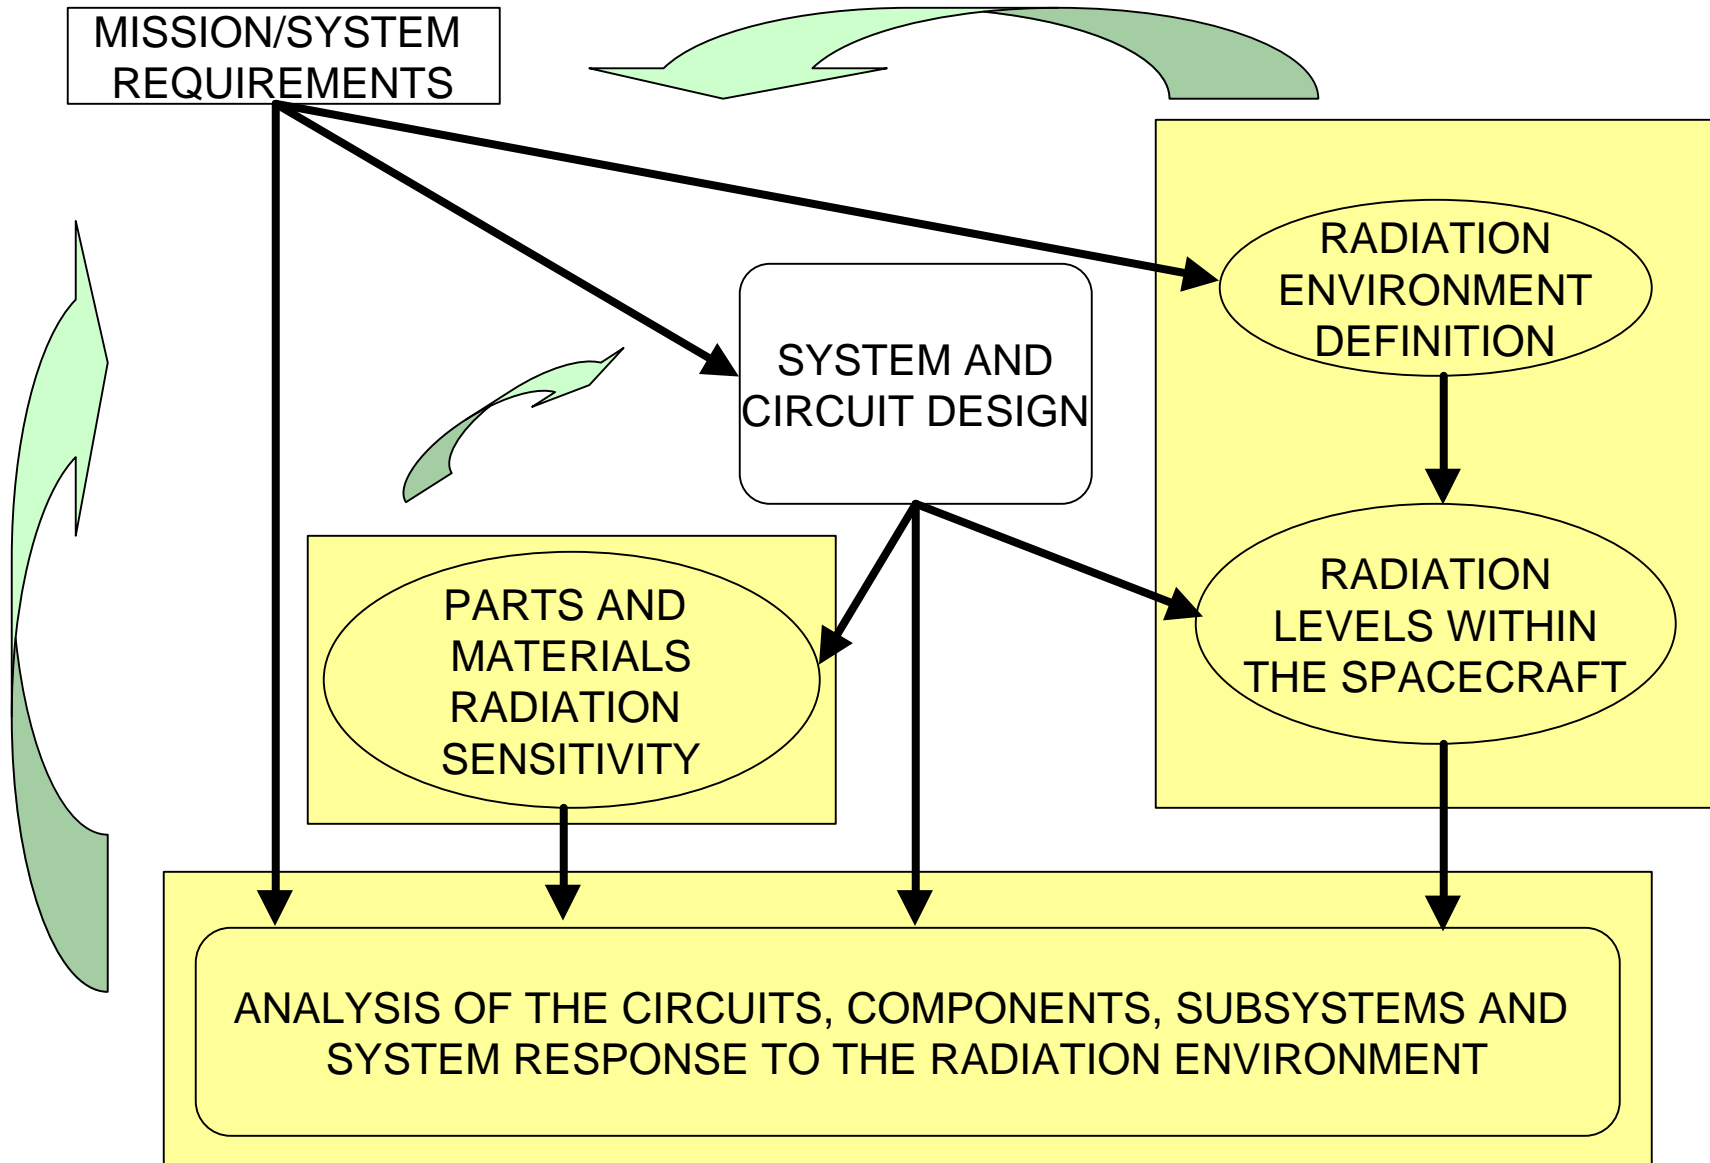 MISSION/SYSTEM
REQUIREMENTS
RADIATION
ENVIRONMENT
DEFINITION
SYSTEM AND
CIRCUIT DESIGN
RADIATION
LEVELS WITHIN
THE SPACECRAFT
PARTS AND
MATERIALS
RADIATION
SENSITIVITY
ANALYSIS OF THE CIRCUITS, COMPONENTS, SUBSYSTEMS AND
SYSTEM RESPONSE TO THE RADIATION ENVIRONMENT